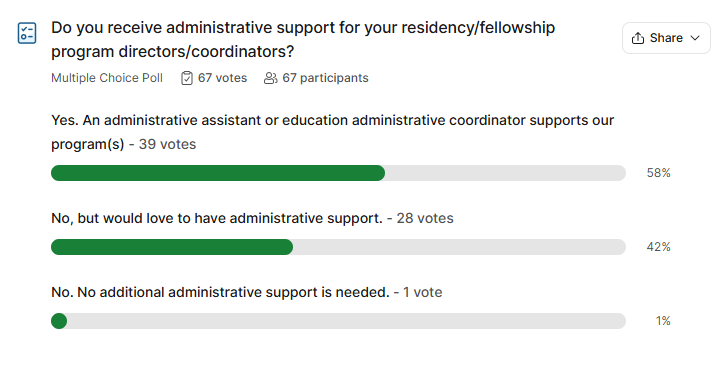 Do you receive administrative support for your residency/fellowship
program directors/coordinators?
Share
Multiple Choice Poll 67 votes 67 participants
Yes. An administrative assistant or education administrative coordinator supports our
program(s) - 39 votes
58%
No, but would love to have administrative support. - 28 votes
42%
No. No additional administrative support is needed. - 1 vote
1%